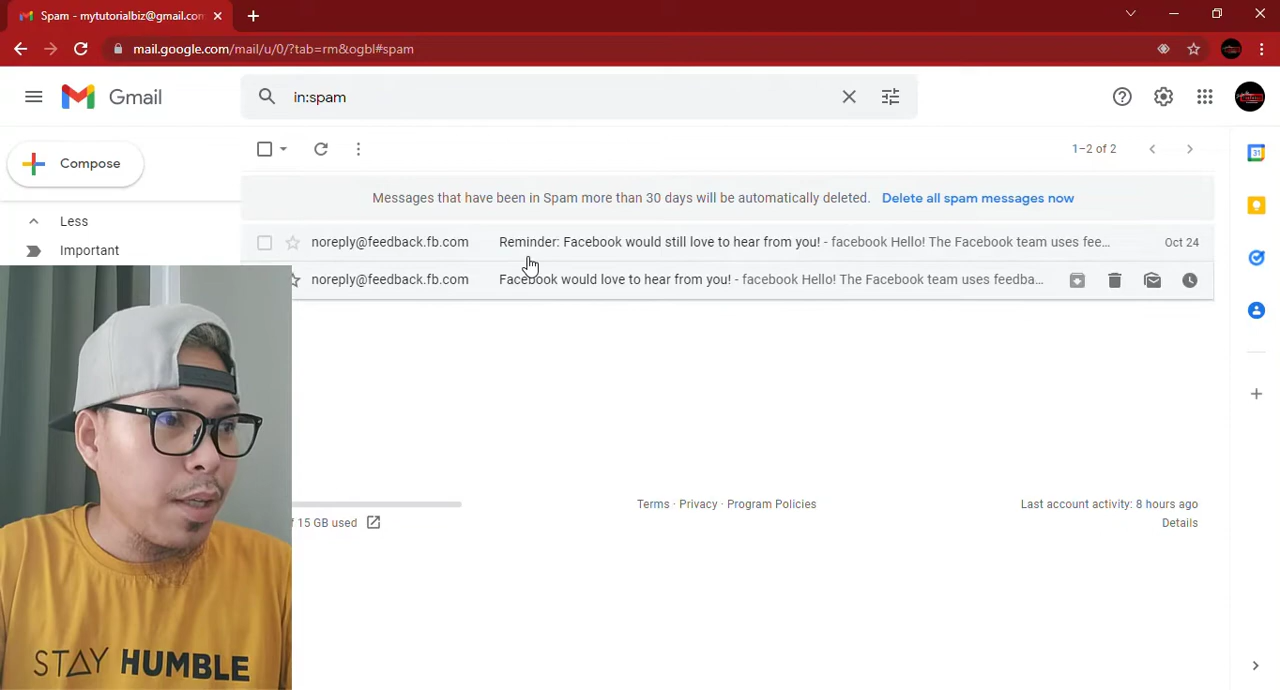 Spam - mytutorialbiz@gmail.con
mail.google.com/mail/u/0/?tab=rm&ogbl#spam
Gmail
in:spam
Compose
1–2 of 2
31
Less
Messages that have been in Spam more than 30 days will be automatically deleted. Delete all spam messages now
Important
noreply@feedback.fb.com Reminder: Facebook would still love to hear from you! - facebook Hello! The Facebook team uses fee... Oct 24
noreply@feedback.fb.com Facebook would love to hear from you! - facebook Hello! The Facebook team uses feedba...
Terms · Privacy · Program Policies
Last account activity: 8 hours ago
15 GB used
Details
STAY HUMBLE